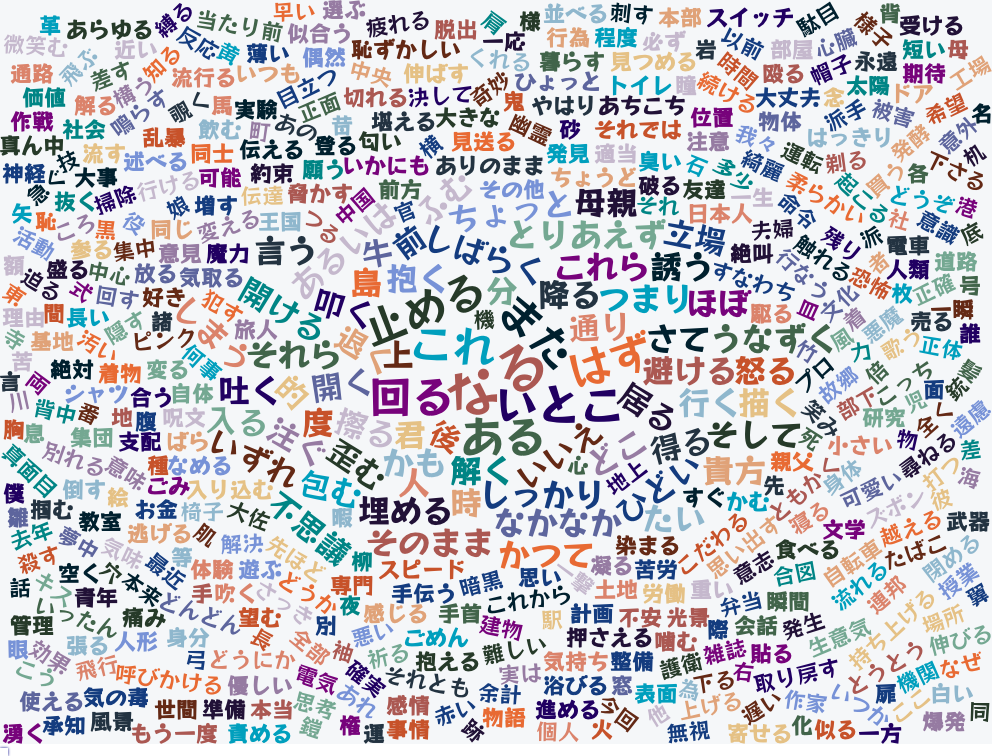 革 あらゆる 縛る 当たり前 早い 選ぶ 疲れる 脱出 肩 様 並べる 刺す 本部 スイッチ 駄目 様子 背 受ける
微笑む 近い 反応 黄 薄い 似合う 偶然 恥ずかしい 一応 行為 程度 必ず 岩 以前 部屋 心臓 永遠 短い 母
通路 飛ぶ 差す 構う 知る 流行る いつも 目立つ 中央 伸ばす くれる 暮らす 見つめる 時間 殴る 帽子 太陽 期待 工場
価値 解る 鳴らす 覗く 馬 実験 正面 切れる 決して 奇妙 ひょっと トイレ 瞳 続ける 大丈夫 念 派手 ドア 希望 名
作戦 社会 乱暴 飲む 町 あの 昔 堪える 大きな 鬼 やはり あちこち 位置 物体 被害 発酵 意外
真ん中 技 流す 述べる 同士 伝える 登る 匂い 横 見送る 幽霊 砂 それでは 注意 我々 はっきり 机
神経 急 大事 行ける 可能 約束 願う いかにも ありのまま 発見 適当 臭い 石 多少 綺麗 運転 剃る 買う 各 下さる
矢 恥 抜く 掃除 娘 増す 伝達 脅かす 中国 前方 ふむ その他 ちょうど 破る 友達 一生 柔らかい 起こる どうぞ 港
活動 ころ 黒 役 同じ 変える 王国 つる あるいは 官 ちょっと 母親 それ 日本人 命令 残り 派 社 意識 底
額 参る 集中 意見 魔力 言う 牛 前 しばらく とりあえず 立場 絶叫 夫婦 触れる 恐怖 者 電車 道路
迫る 盛る 中心 放る 気取る 島 抱く 分 これら 誘う すなわち 行なう 文化 人類 枚 正確 号
東 間 式 回す 好き 犯す 開ける 叩く 止める 機 まだ 降る つまり ほぼ 駆る 自 着 悪魔 売る 一瞬
理由 長い 隠す 諸 しまう 旅人 退く 上 これ 通り さて うなずく 竹 風 力 歌う 正体 誰
寺 基地 汚い ピンク 何事 それら る はず 避ける 怒る プロ 故郷
苦 絶対 着物 変える 吐く 的 開く 回る ない とこ 居る 行く 描く 笑み 部下 倍 こっち 面 銃
言 両 シャツ 合う 自体 入る 度 擦る 君 後 ある 得る そして 死 研究 児 全く 遠慮
川 背中 番 地 腹 呪文 注ぐ いいえ どこ 小さい 物
胸 息 集団 支配 ばら いずれ 歪む かも 解く 心 地上 ひどい 貴方 親父 ともかく 身体 尋ねる 差
真面目 別れる 意味 種 なめる 包む 人 時 しっかり すぐ かむ 先 可愛い 打つ 海
僕 倒す 絵 ごみ 入り込む 不思議 暇 埋める なかなか たい こだわる 思い出す 寝る ズボン 彼
雛 掴む 教室 お金 椅子 大佐 柳 そのまま かつて 染まる 文学 越える 武器
去年 夢中 逃げる 肌 解決 先ほど スピード 凝る 苦労 意志 食べる 自転車 たばこ 閉める
殺す 空く 穴 気味 最近 等 体験 遊ぶ どうか 専門 手伝う 暗黒 思い 一撃 土地 労働 重い 合図 流れる 連邦 授業
話 キス 青年 本来 どんどん 手 吹く さっき 夜 感じる 手首 これから 駅 計画 不安 光景 弁当 瞬間 翼
管理 いったん 痛み 望む 別 悪い ごめん 建物 押さえる 噛む 際 会話 発生 生意気 持ち上げる 場所
眼 効果 張る 人形 身分 長 全部 袖 祈る 抱える 難しい 気持ち 整備 護衛 雑誌 貼る とうとう 伸びる
こう 飛行 呼びかける 弓 どうにか 電気 確実 それとも 実は 浴びる 窓 表面 為 下る 右 取り戻す 扉 機関 なぜ
使える 気の毒 優しい 思考 あれ 感情 赤い 余計 進める 今回 他 上げる 遅い 作家 いつか ここ 白い
湧く 承知 風景 世間 準備 本当 もう一度 責める 鎧 権 運 事情 跡 物語 個人 火 無視 寄せる 化 似る 一方 爆発 同